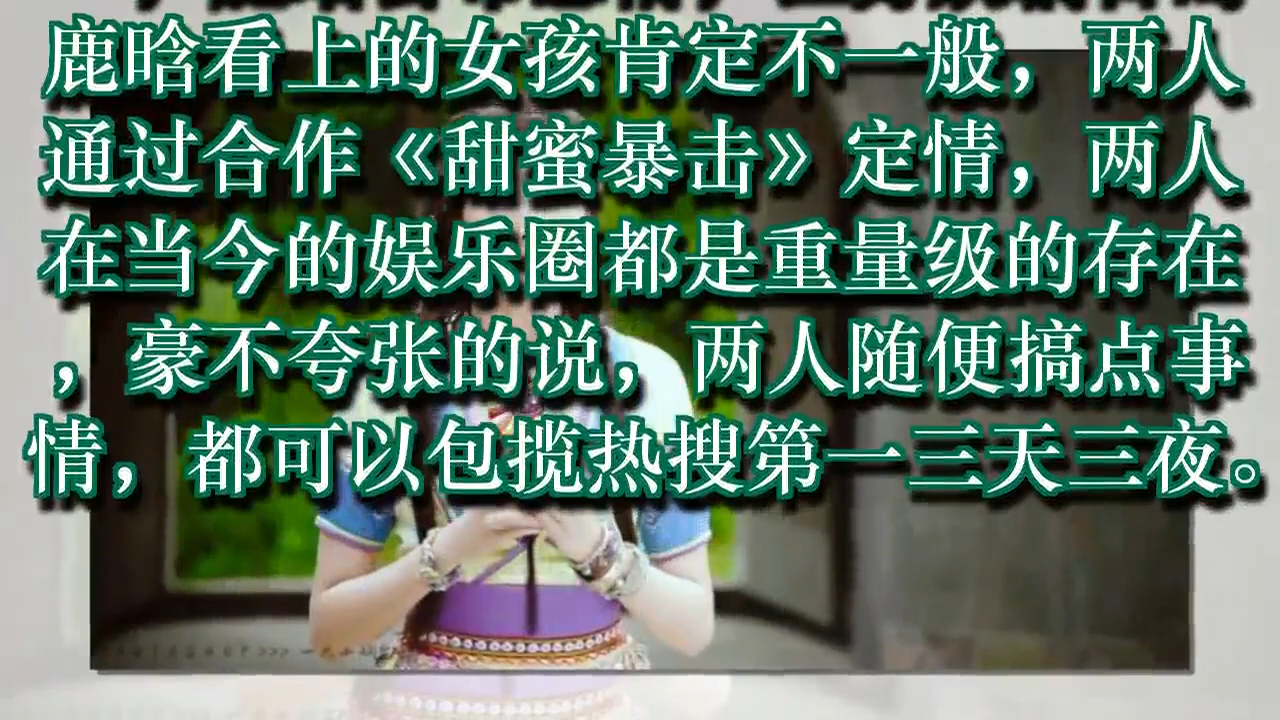 鹿晗看上的女孩肯定不一般，两人
通过合作《甜蜜暴击》定情，两人
在当今的娱乐圈都是重量级的存在
，豪不夸张的说，两人随便搞点事
情，都可以包揽热搜第一三天三夜。